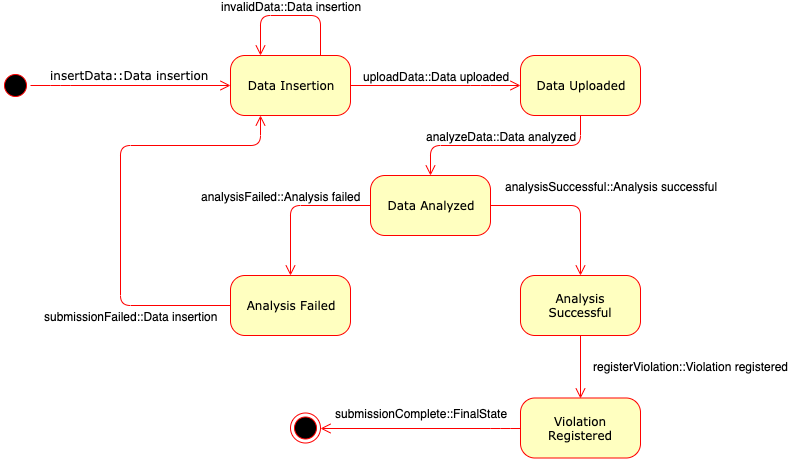 invalidData::Data insertion
insertData::Data insertion
Data Insertion
uploadData::Data uploaded
Data Uploaded
analyzeData::Data analyzed
analysisFailed::Analysis failed
Data Analyzed
analysisSuccessful::Analysis successful
Analysis Failed
Analysis
Successful
submissionFailed::Data insertion
registerViolation::Violation registered
submissionComplete::FinalState
Violation
Registered